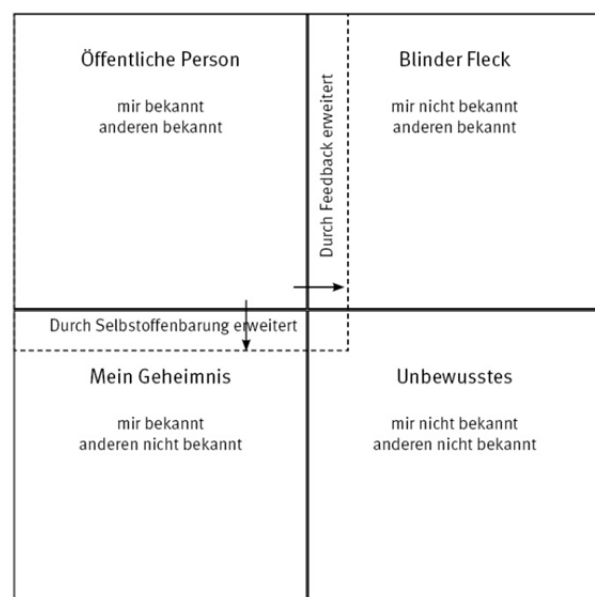 Öffentliche Person
mir bekannt
anderen bekannt
Durch Feedback erweitert
Blinder Fleck
mir nicht bekannt
anderen bekannt
Durch Selbstoffenbarung erweitert
Mein Geheimnis
mir bekannt
anderen nicht bekannt
Unbewusstes
mir nicht bekannt
anderen nicht bekannt